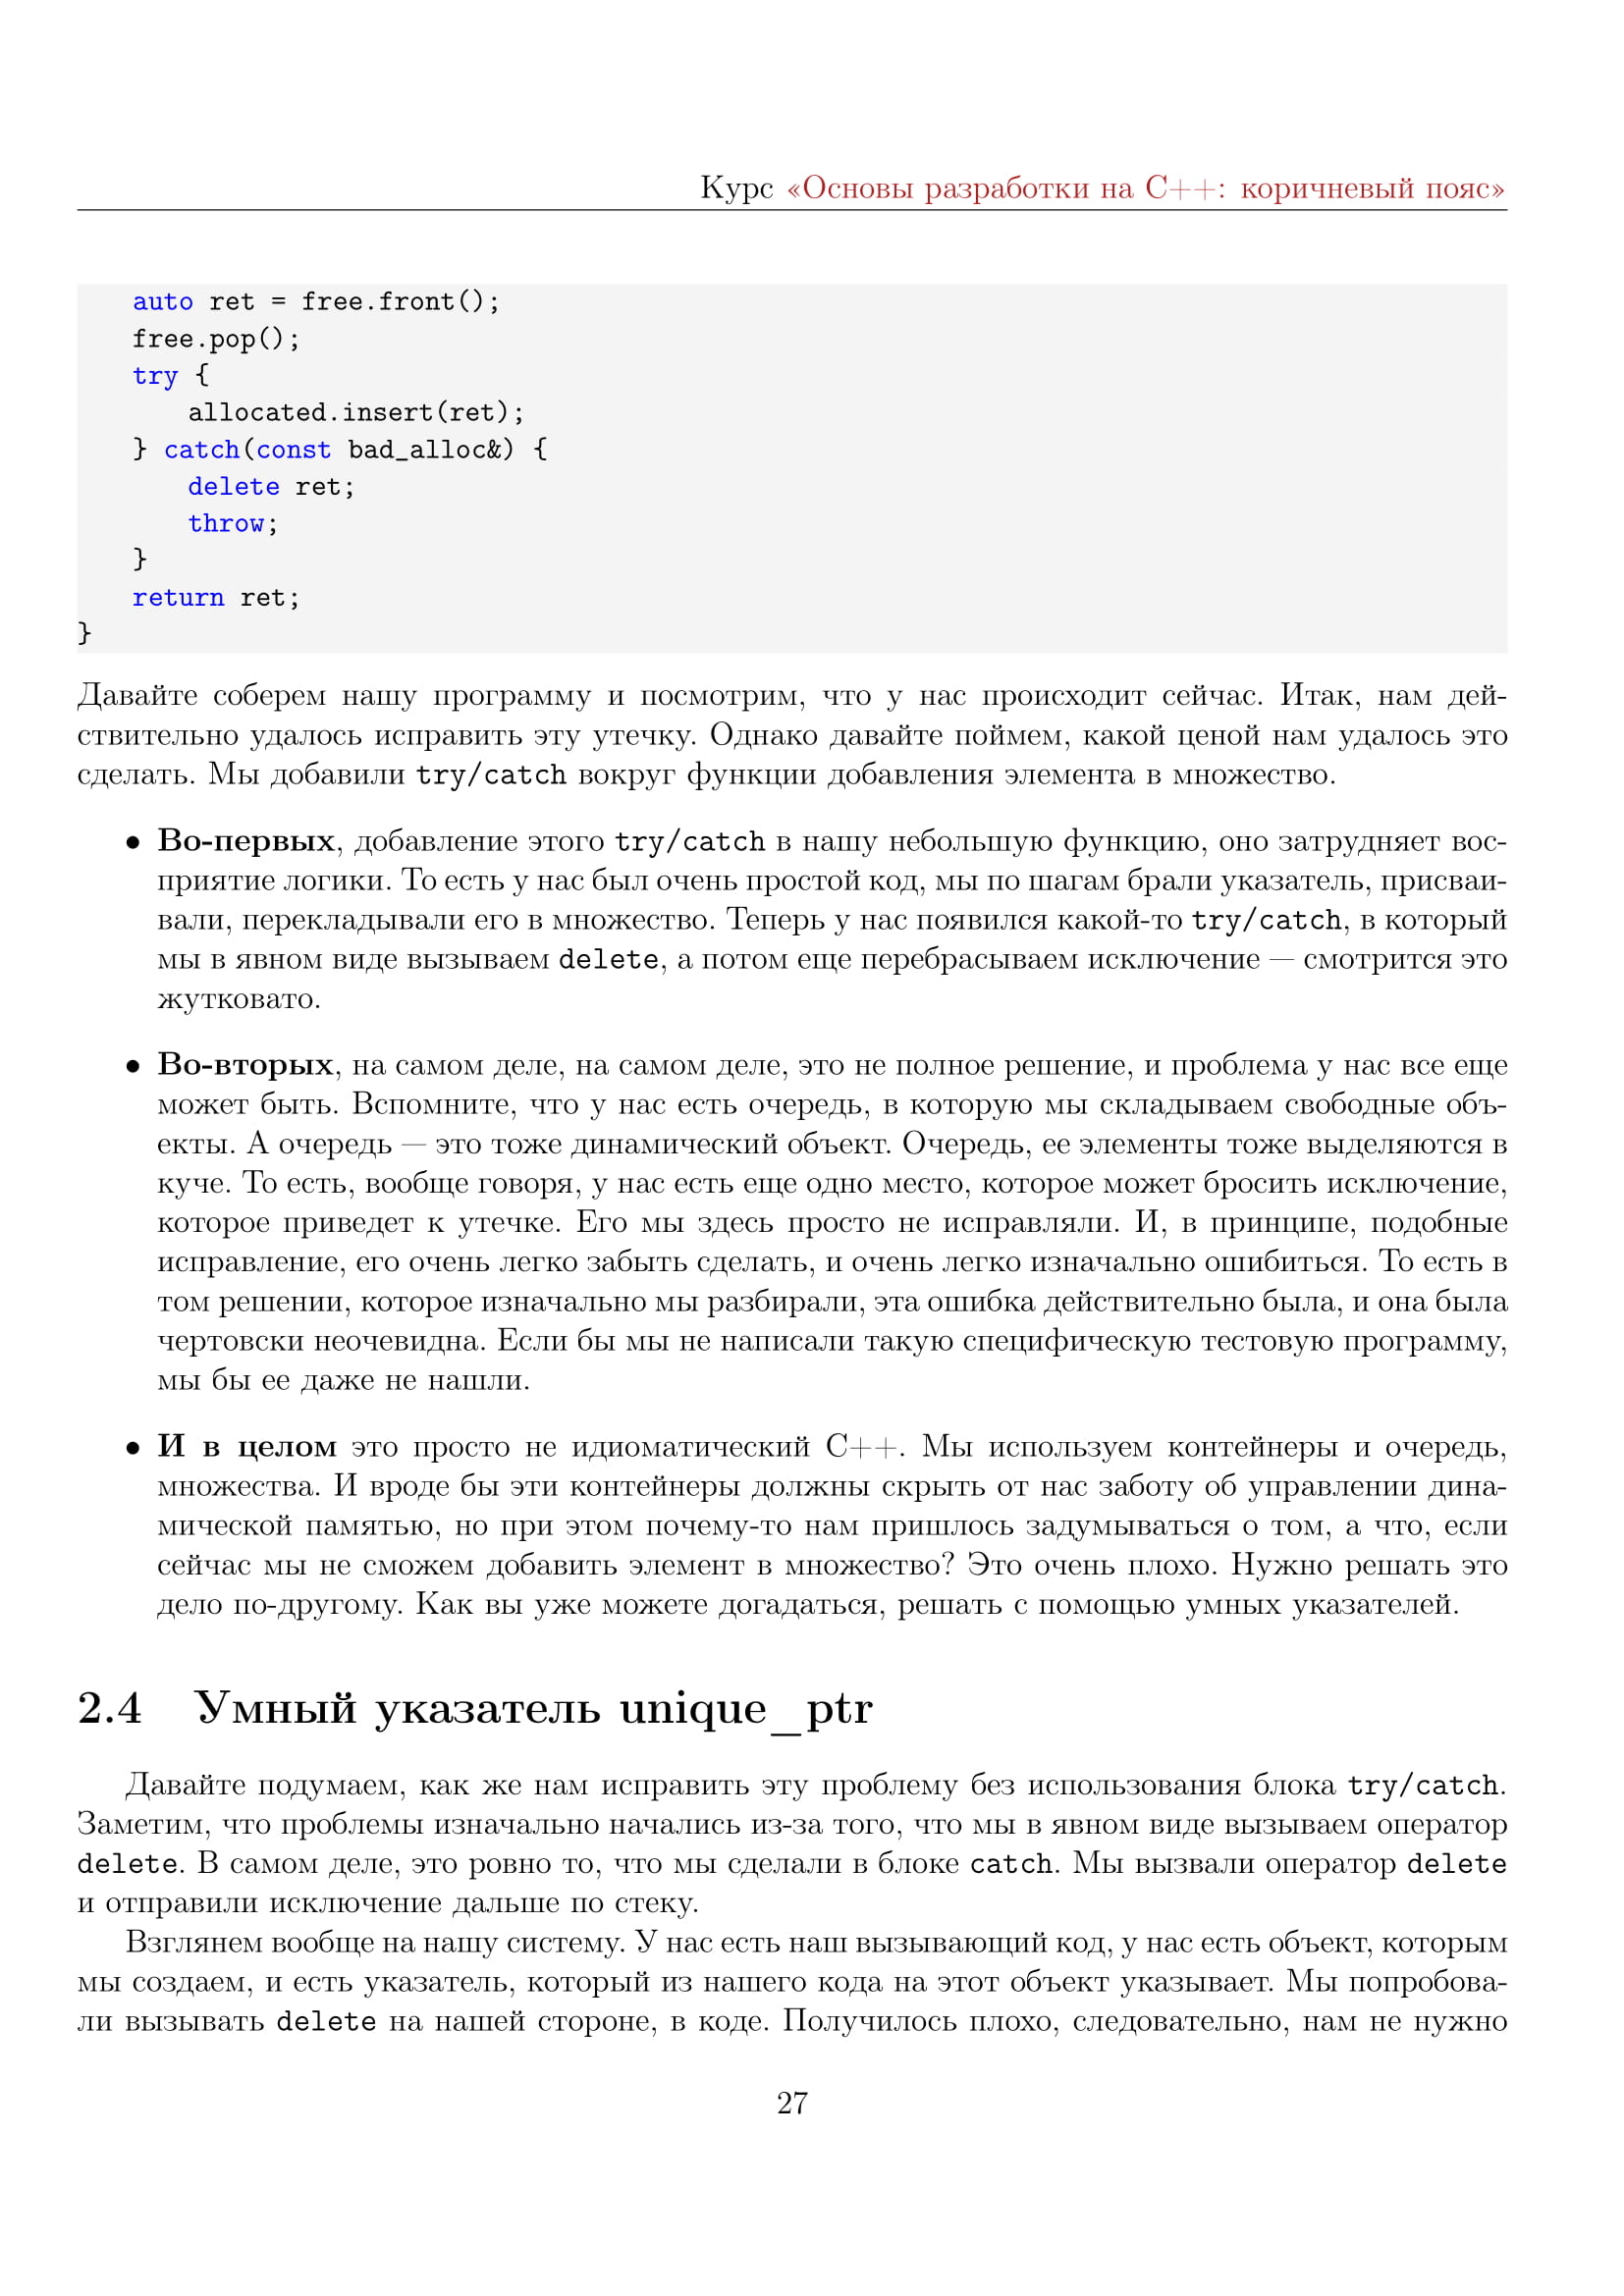 Курс «Основы разработки на C++: коричневый пояс»
auto ret = free.front();
free.pop();
try {
allocated.insert(ret);
} catch(const bad_alloc&) {
delete ret;
throw;
}
return ret;
}
Давайте соберем нашу программу и посмотрим, что у нас происходит сейчас. Итак, нам дей-
ствительно удалось исправить эту утечку. Однако давайте поймем, какой ценой нам удалось это
сделать. Мы добавили try/catch вокруг функции добавления элемента в множество.
• Во-первых, добавление этого try/catch в нашу небольшую функцию, оно затрудняет вос-
приятие логики. То есть у нас был очень простой код, мы по шагам брали указатель, присваи-
вали, перекладывали его в множество. Теперь у нас появился какой-то try/catch, в который
мы в явном виде вызываем delete, а потом еще перебрасываем исключение — смотрится это
жутковато.
• Во-вторых, на самом деле, на самом деле, это не полное решение, и проблема у нас все еще
может быть. Вспомните, что у нас есть очередь, в которую мы складываем свободные объ-
екты. А очередь — это тоже динамический объект. Очередь, ее элементы тоже выделяются в
куче. То есть, вообще говоря, у нас есть еще одно место, которое может бросить исключение,
которое приведет к утечке. Его мы здесь просто не исправляли. И, в принципе, подобные
исправление, его очень легко забыть сделать, и очень легко изначально ошибиться. То есть в
том решении, которое изначально мы разбирали, эта ошибка действительно была, и она была
чертовски неочевидна. Если бы мы не написали такую специфическую тестовую программу,
мы бы ее даже не нашли.
• И в целом это просто не идиоматический C++. Мы используем контейнеры и очередь,
множества. И вроде бы эти контейнеры должны скрыть от нас заботу об управлении дина-
мической памятью, но при этом почему-то нам пришлось задумываться о том, а что, если
сейчас мы не сможем добавить элемент в множество? Это очень плохо. Нужно решать это
дело по-другому. Как вы уже можете догадаться, решать с помощью умных указателей.
2.4 Умный указатель unique_ptr
Давайте подумаем, как же нам исправить эту проблему без использования блока try/catch.
Заметим, что проблемы изначально начались из-за того, что мы в явном виде вызываем оператор
delete. В самом деле, это ровно то, что мы сделали в блоке catch. Мы вызвали оператор delete
и отправили исключение дальше по стеку.
Взглянем вообще на нашу систему. У нас есть наш вызывающий код, у нас есть объект, которым
мы создаем, и есть указатель, который из нашего кода на этот объект указывает. Мы попробова-
ли вызывать delete на нашей стороне, в коде. Получилось плохо, следовательно, нам не нужно
27